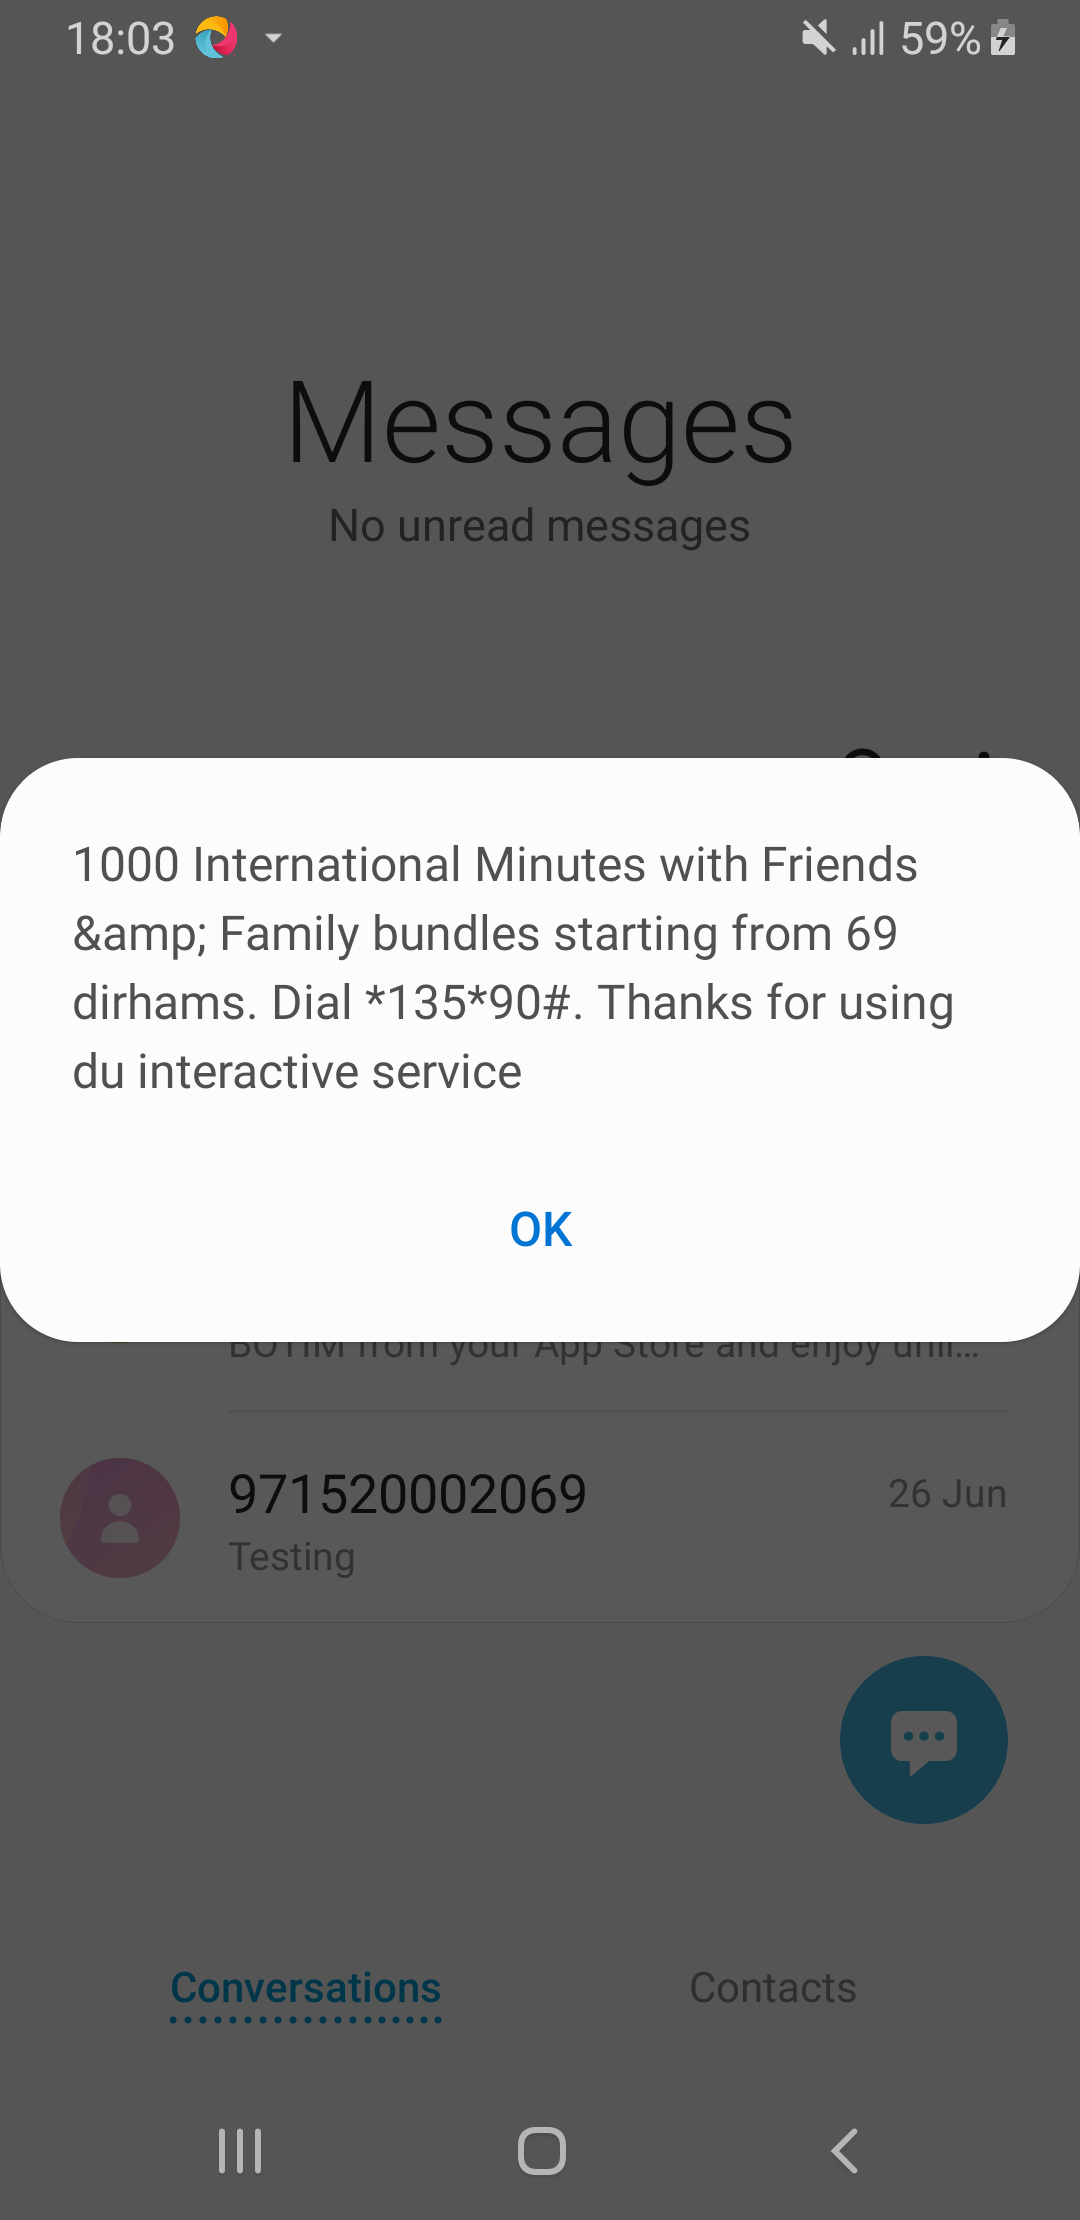 18:03
59%
Messages
No unread messages
1000 International Minutes with Friends
&amp; Family bundles starting from 69
dirhams. Dial *135*90#. Thanks for using
du interactive service
OK
BOTIM from your App Store and enjoy unli...
971520002069
26 Jun
Testing
Conversations
Contacts